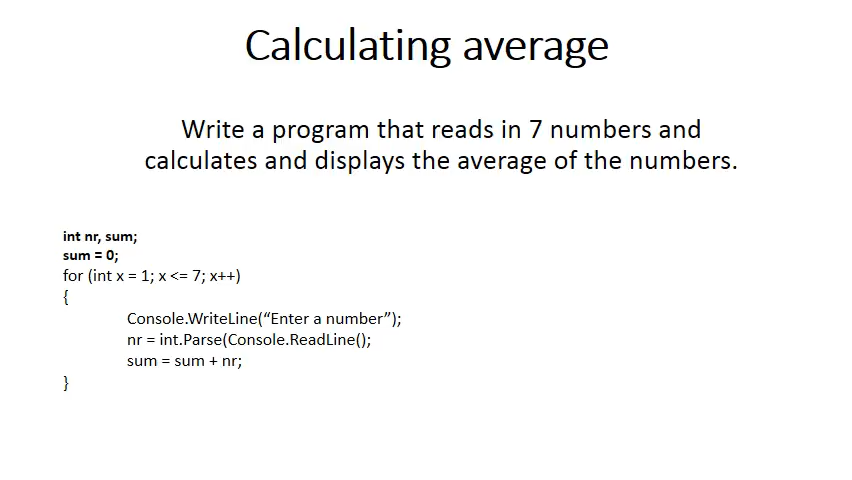 Calculating average
Write a program that reads in 7 numbers and
calculates and displays the average of the numbers.
int nr, sum;
sum = 0;
for (int x = 1; x <= 7; x++)
{
Console.WriteLine(“Enter a number”);
nr = int.Parse(Console.ReadLine();
sum = sum + nr;
}